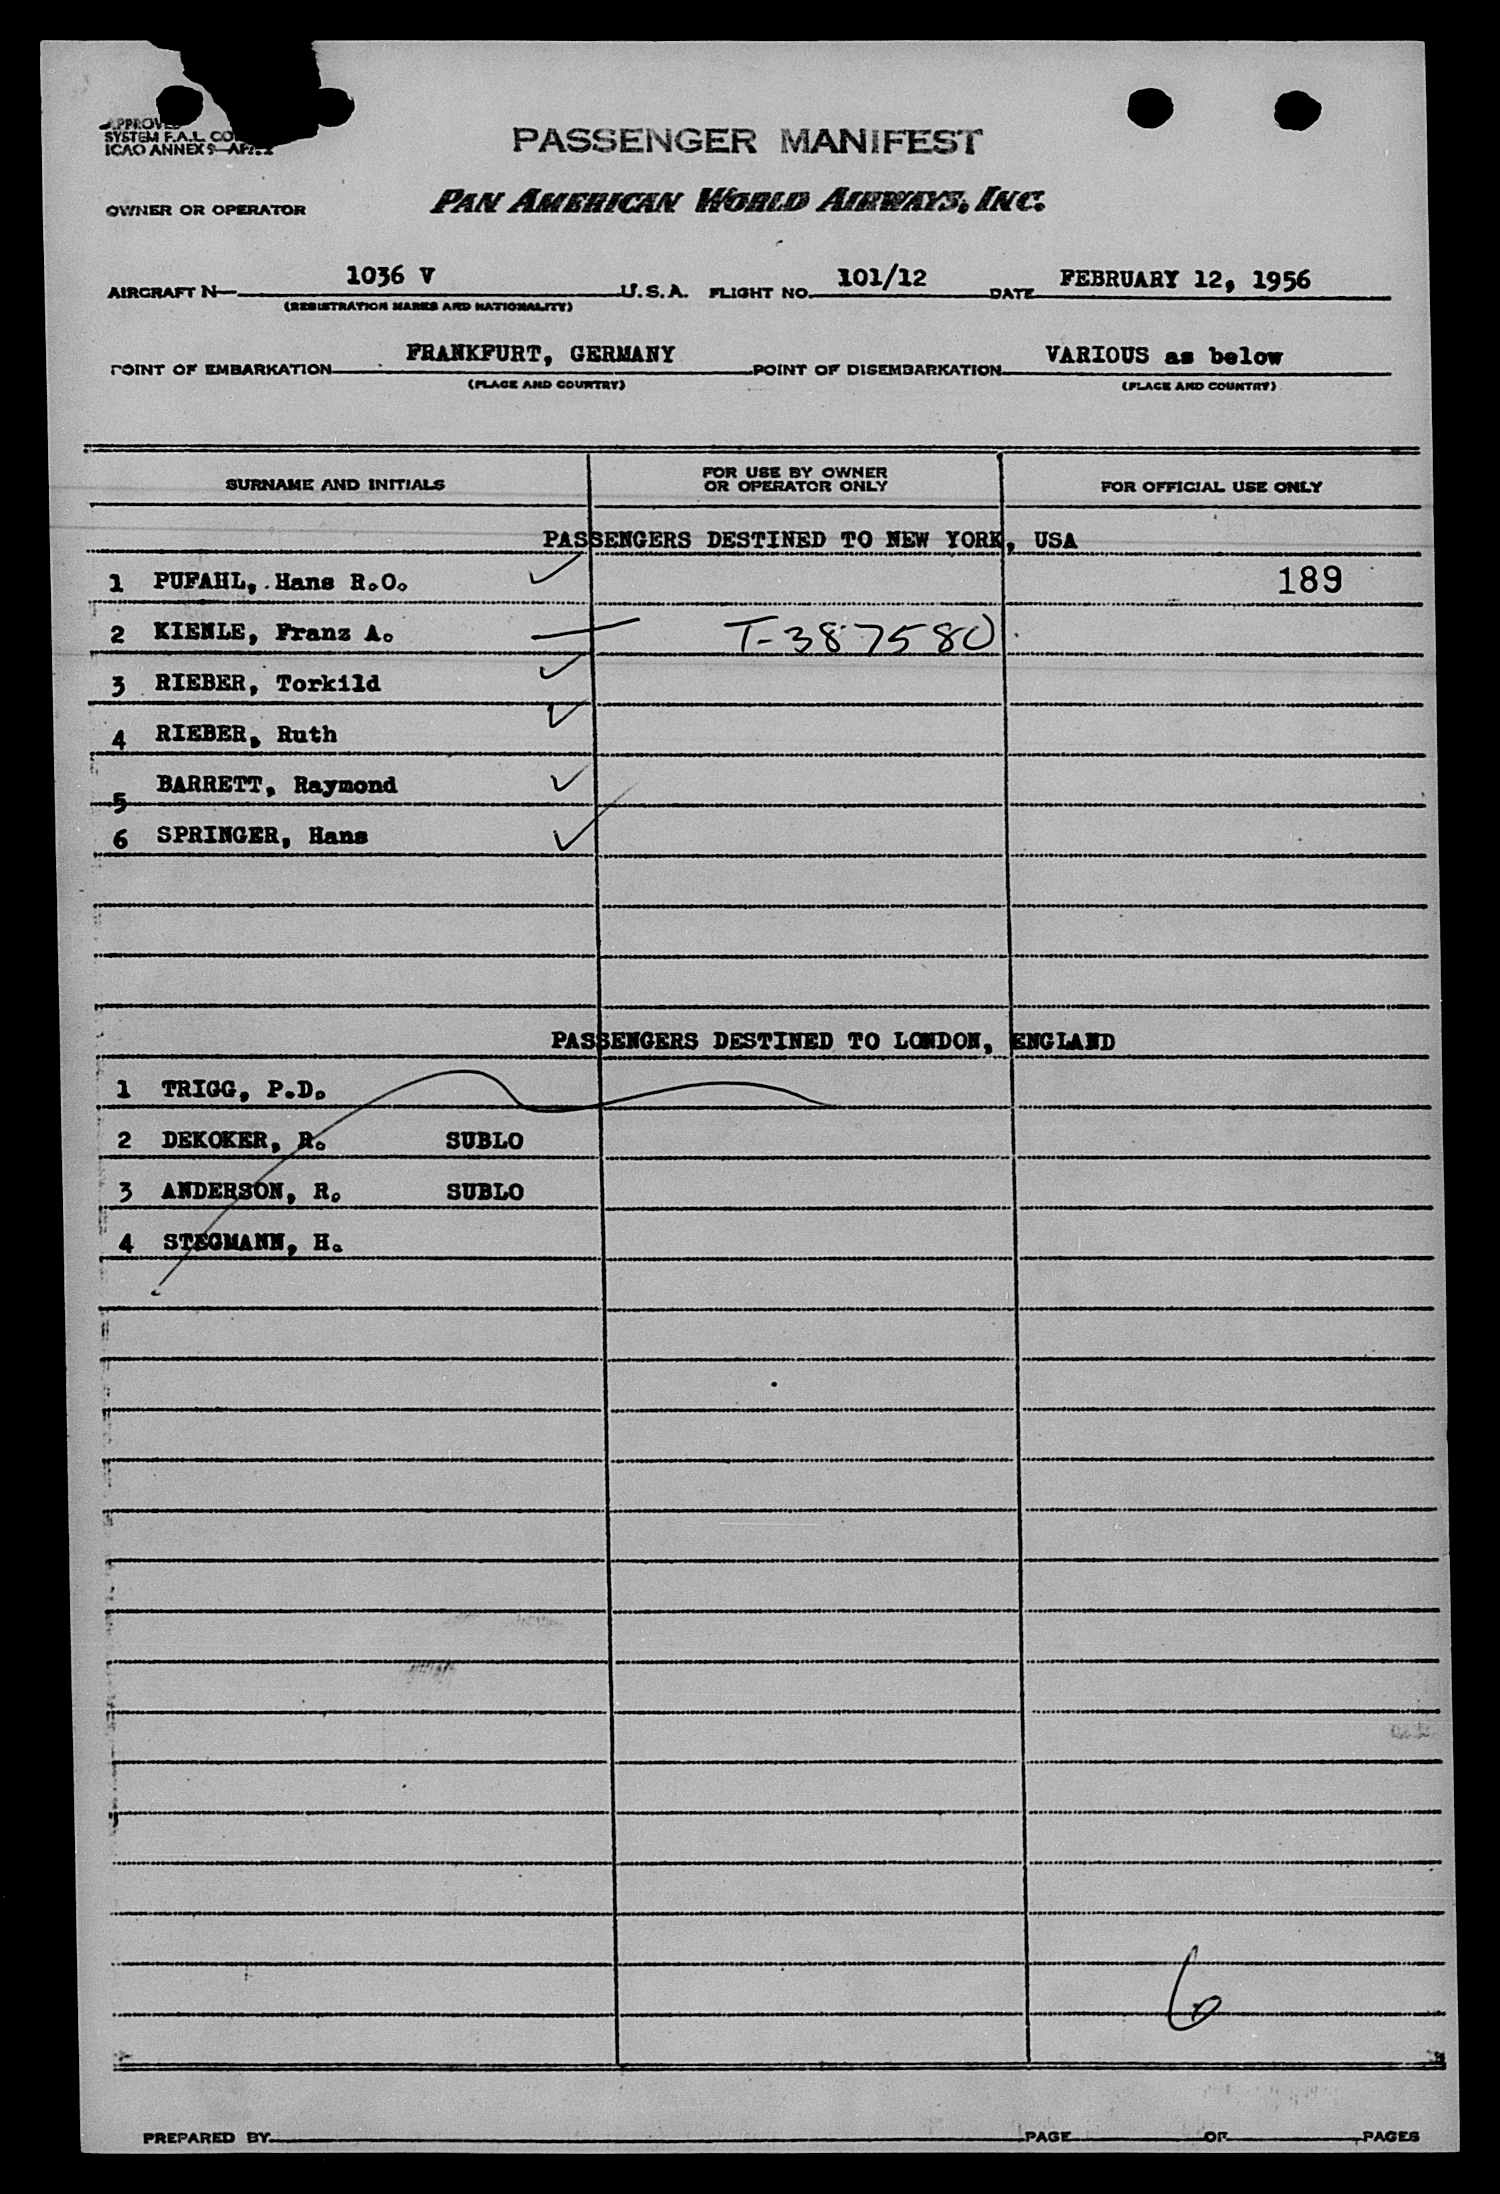 SYSTEM F.A.L.
ICAO ANNEX 9
PASSENGER MANIFEST
OWNER OR OPERATOR PAN AMERICAN WORLD AIRWAYS, INC.
AIRCRAFT N 1036 V U.S.A. FLIGHT NO. 101/12 DATE FEBRUARY 12, 1956
(REGISTRATION MARKS AND NATIONALITY)
POINT OF EMBARKATION FRANKFURT, GERMANY POINT OF DISEMBARKATION VARIOUS as below
(PLACE AND COUNTRY) (PLACE AND COUNTRY)
SURNAME AND INITIALS FOR USE BY OWNER OR OPERATOR ONLY FOR OFFICIAL USE ONLY
PASSENGERS DESTINED TO NEW YORK, USA
1 PUFAHL, Hans R.O. 189
2 KIENLE, Franz A. T-387580
3 RIEBER, Torkild
4 RIEBER, Ruth
5 BARRETT, Raymond
6 SPRINGER, Hans
PASSENGERS DESTINED TO LONDON, ENGLAND
1 TRIGG, P.D.
2 DEKOKER, R. SUBLO
3 ANDERSON, R. SUBLO
4 STEGMANN, H.
6
PREPARED BY PAGE OF PAGES